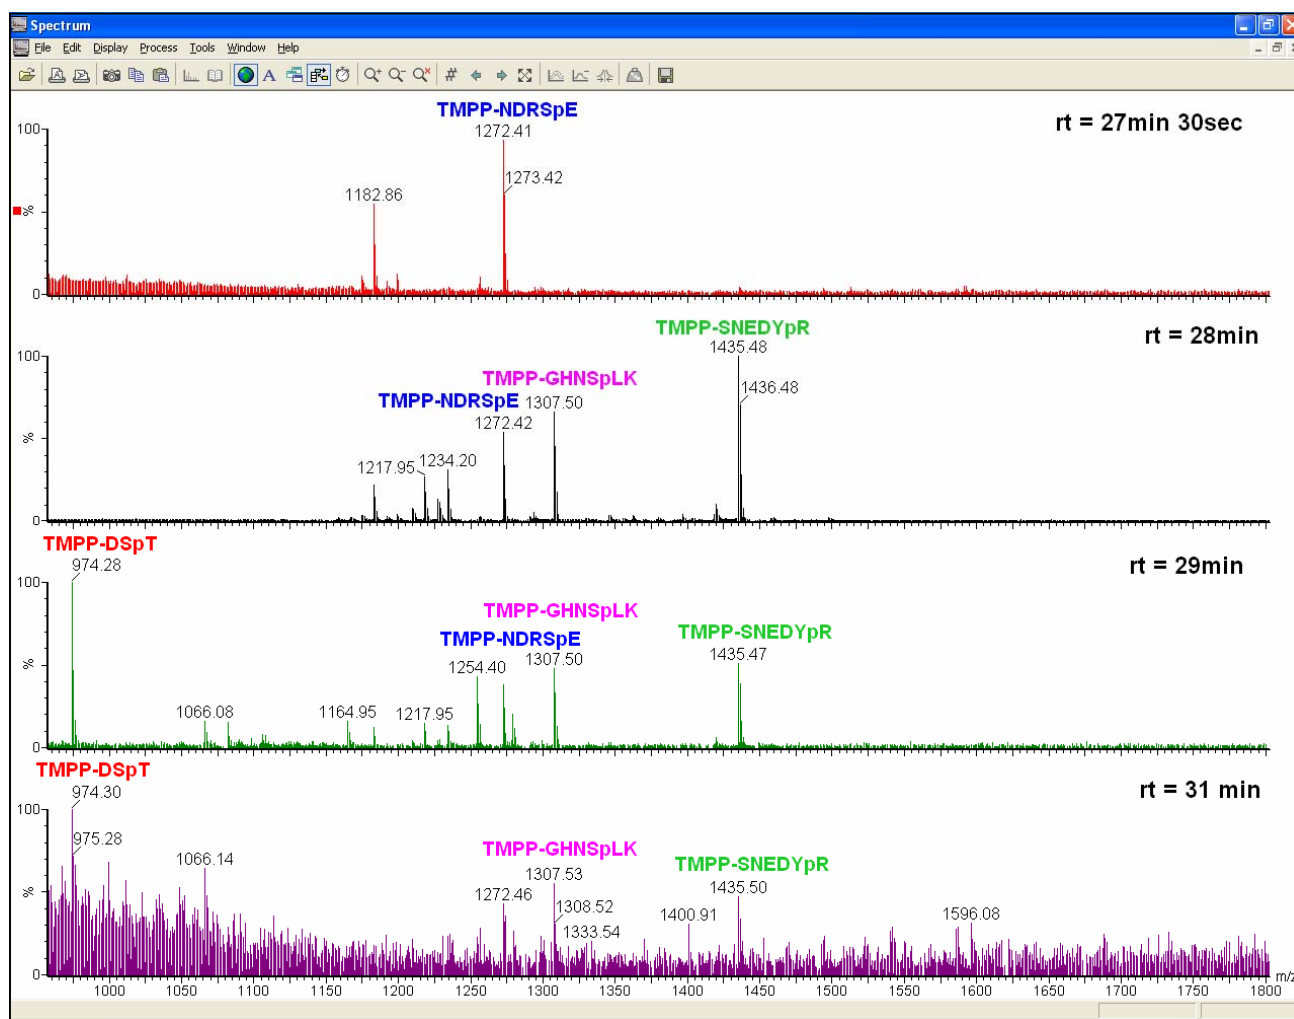 Spectrum
File Edit Display Process Tools Window Help
TMPP-NDRSpE
rt = 27min 30sec
100
%
0
1272.41
1273.42
1182.86
TMPP-SNEDYpR
rt = 28min
100
%
0
1435.48
1436.48
TMPP-GHNSpLK
TMPP-NDRSpE
1307.50
1272.42
1217.95
1234.20
TMPP-DSpT
rt = 29min
100
%
0
974.28
TMPP-GHNSpLK
TMPP-NDRSpE
TMPP-SNEDYpR
1254.40
1307.50
1435.47
1066.08
1164.95
1217.95
TMPP-DSpT
rt = 31 min
100
%
0
974.30
975.28
1066.14
TMPP-GHNSpLK
TMPP-SNEDYpR
1272.46
1307.53
1308.52
1333.54
1400.91
1435.50
1596.08
m/z
1000 1050 1100 1150 1200 1250 1300 1350 1400 1450 1500 1550 1600 1650 1700 1750 1800